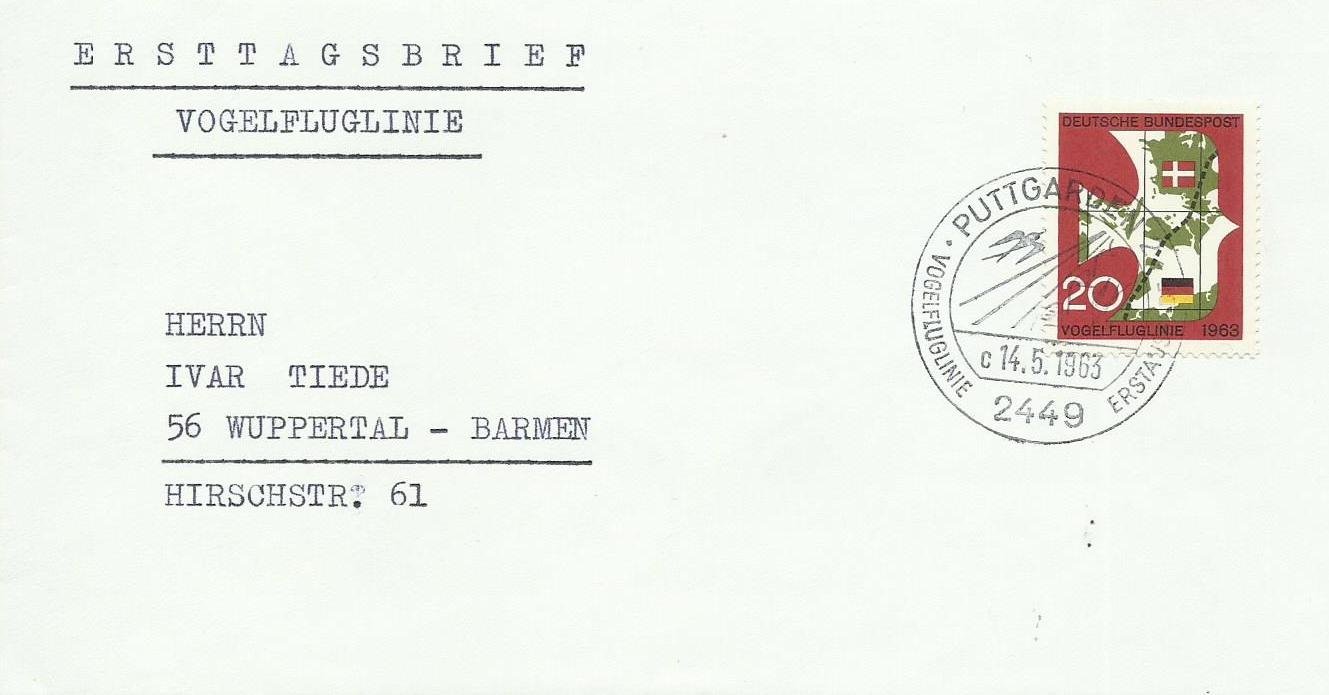 ERSTTAGSBRIEF
VOGELFLUGLINIE
DEUTSCHE BUNDESPOST
20
VOGELFLUGLINIE 1963
PUTTGARDEN
VOGELFLUGLINIE
c 14.5.1963
2449
HERRN
IVAR TIEDE
56 WUPPERTAL - BARMEN
HIRSCHSTR. 61